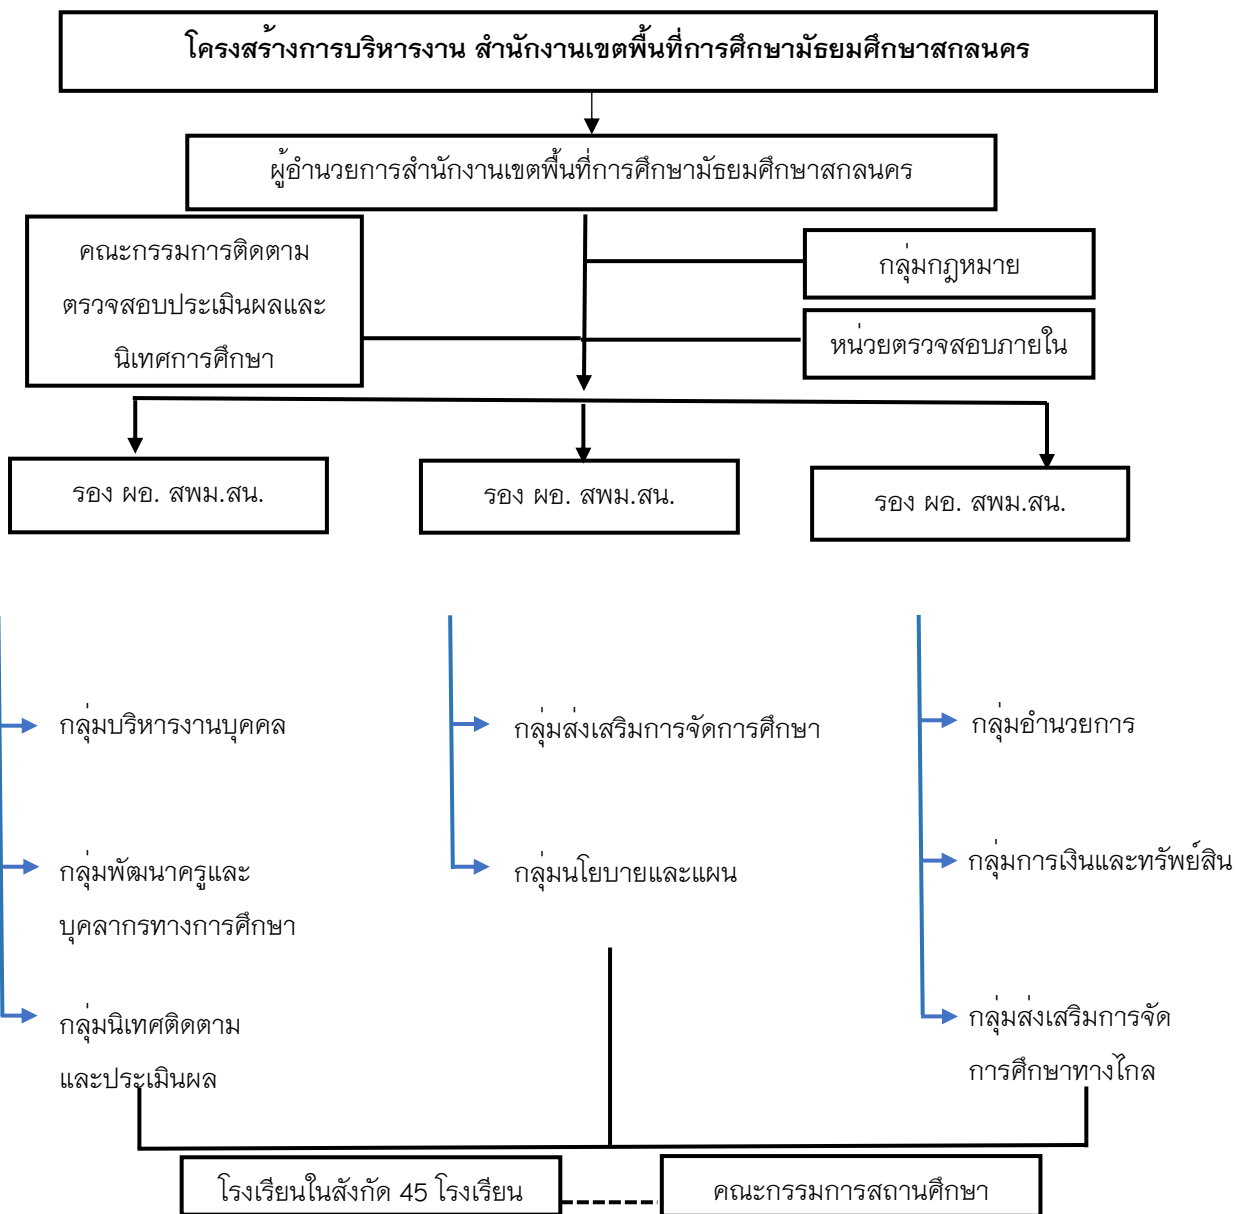 โครงสร้างการบริหารงาน สำนักงานเขตพื้นที่การศึกษามัธยมศึกษาสกลนคร
ผู้อำนวยการสำนักงานเขตพื้นที่การศึกษามัธยมศึกษาสกลนคร
คณะกรรมการติดตาม
ตรวจสอบประเมินผลและ
นิเทศการศึกษา
กลุ่มกฎหมาย
หน่วยตรวจสอบภายใน
รอง ผอ. สพม.สน.
รอง ผอ. สพม.สน.
รอง ผอ. สพม.สน.
กลุ่มบริหารงานบุคคล
กลุ่มพัฒนาครูและ
บุคลากรทางการศึกษา
กลุ่มนิเทศติดตาม
และประเมินผล
กลุ่มส่งเสริมการจัดการศึกษา
กลุ่มนโยบายและแผน
กลุ่มอำนวยการ
กลุ่มการเงินและทรัพย์สิน
กลุ่มส่งเสริมการจัด
การศึกษาทางไกล
โรงเรียนในสังกัด 45 โรงเรียน
คณะกรรมการสถานศึกษา